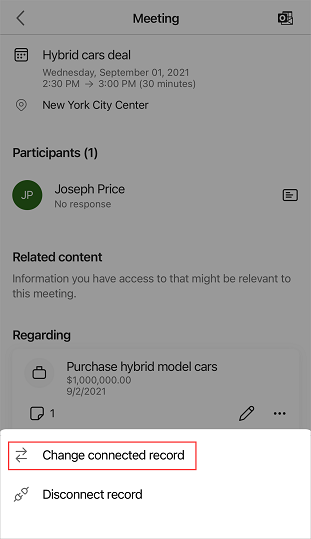 Meeting
Hybrid cars deal
Wednesday, September 01, 2021
2:30 PM → 3:00 PM (30 minutes)
New York City Center
Participants (1)
JP
Joseph Price
No response
Related content
Information you have access to that might be relevant to
this meeting.
Regarding
Purchase hybrid model cars
$1,000,000.00
9/2/2021
1
Change connected record
Disconnect record